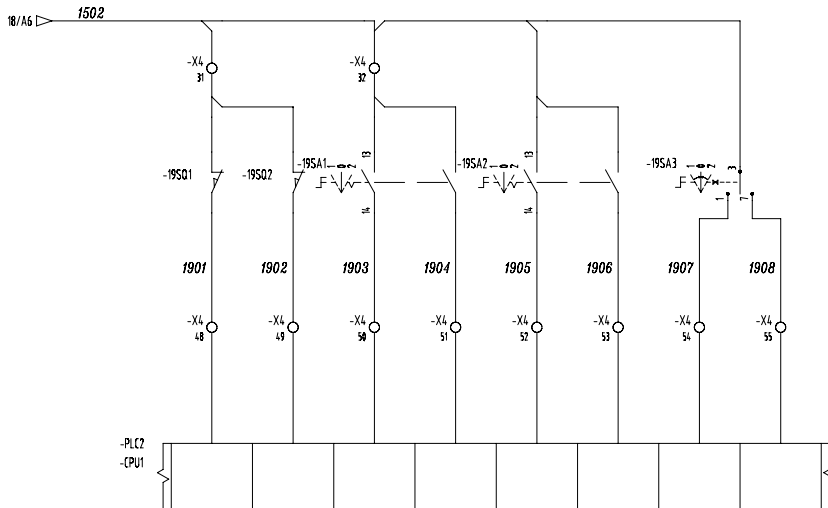 18/A6
1502
-X4
31
-X4
32
-19SQ1
-19SQ2
-19SA1
1 0 2
13
14
-19SA2
1 0 2
13
14
-19SA3
1 0 2
3
1
7
1901
1902
1903
1904
1905
1906
1907
1908
-X4
48
-X4
49
-X4
50
-X4
51
-X4
52
-X4
53
-X4
54
-X4
55
-PLC2
-CPU1